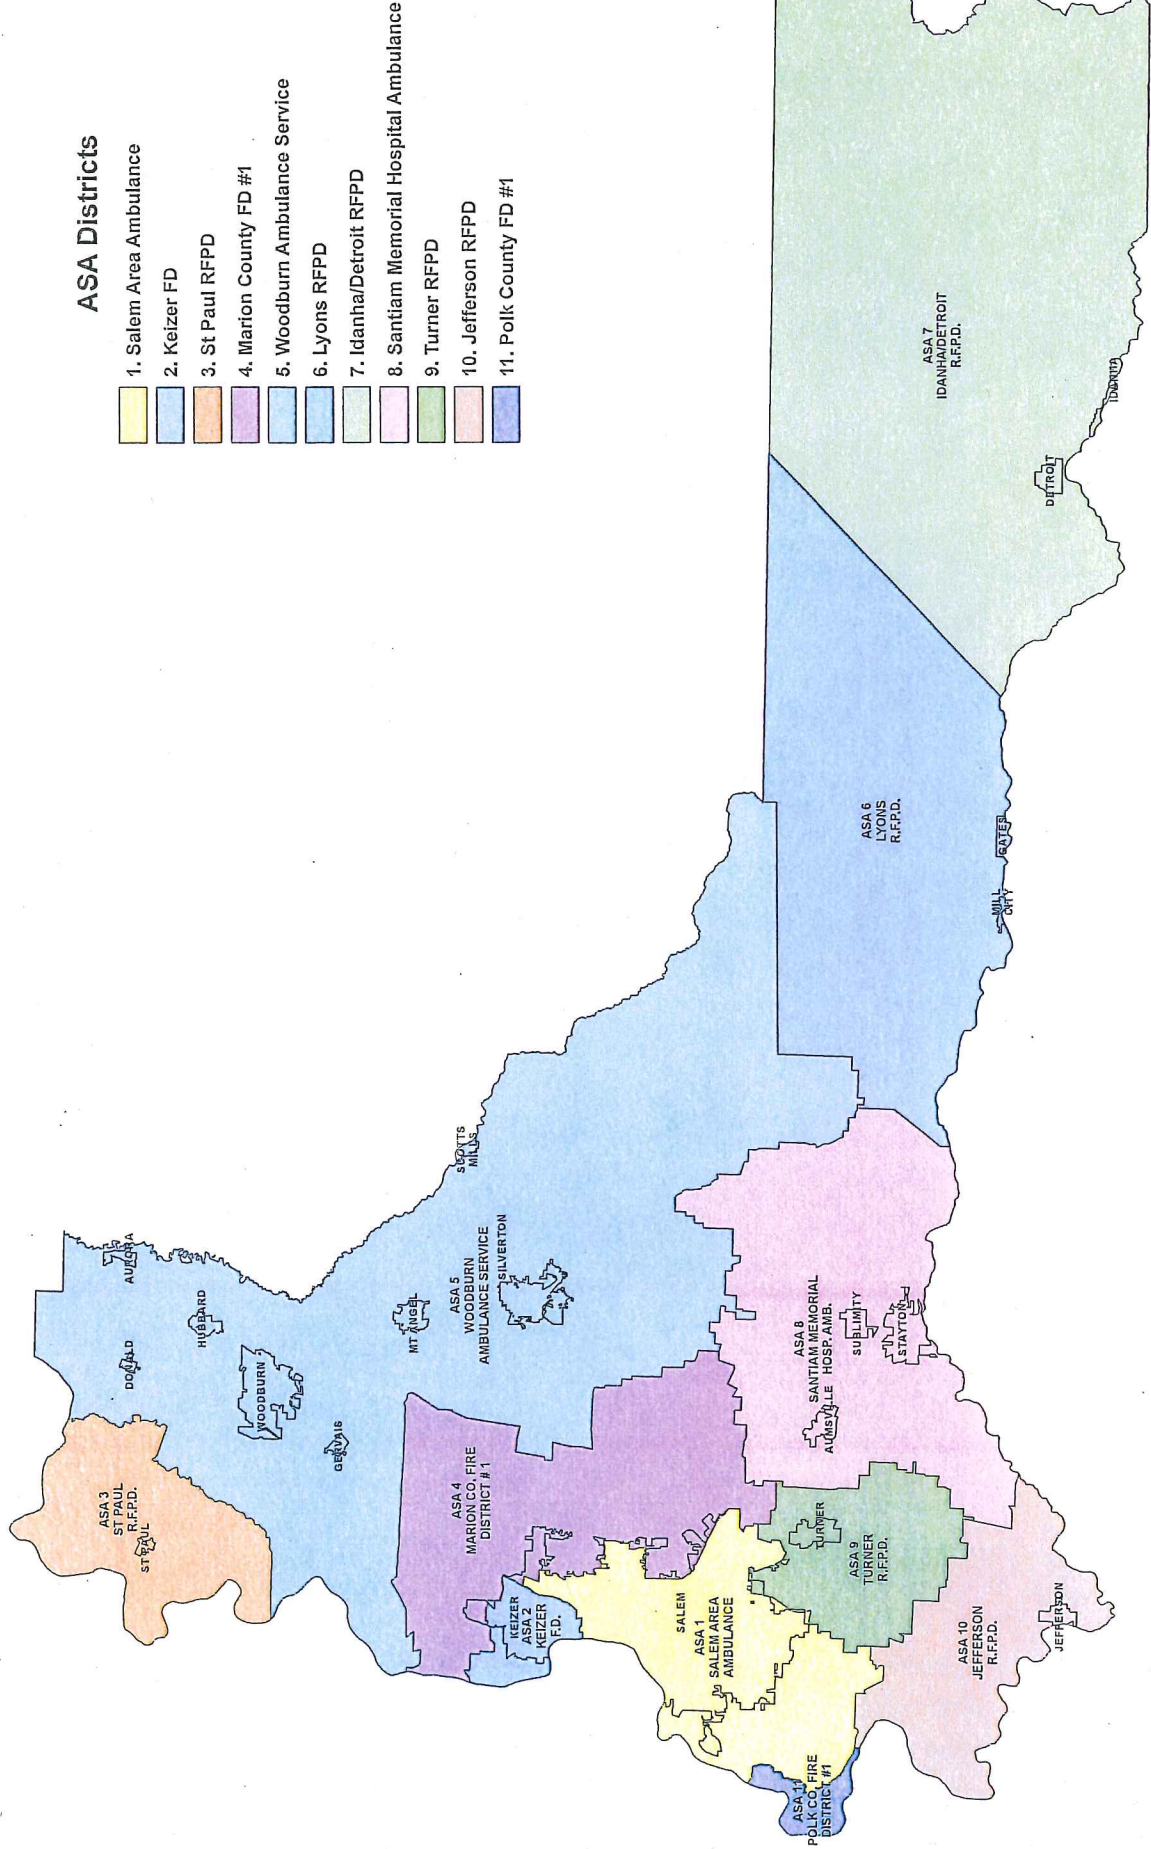 ASA Districts
1. Salem Area Ambulance
2. Keizer FD
3. St Paul RFPD
4. Marion County FD #1
5. Woodburn Ambulance Service
6. Lyons RFPD
7. Idanha/Detroit RFPD
8. Santiam Memorial Hospital Ambulance
9. Turner RFPD
10. Jefferson RFPD
11. Polk County FD #1
ASA 3
ST PAUL
R.F.P.D.
ST PAUL
DONALD
AURORA
HUBBARD
WOODBURN
GERVAIS
MT ANGEL
SCOTTS
MILLS
ASA 5
WOODBURN
AMBULANCE SERVICE
SILVERTON
ASA 4
MARION CO. FIRE
DISTRICT # 1
KEIZER
ASA 2
KEIZER
F.D.
SALEM
ASA 1
SALEM AREA
AMBULANCE
ASA 11
POLK CO. FIRE
DISTRICT #1
TURNER
ASA 9
TURNER
R.F.P.D.
ASA 10
JEFFERSON
R.F.P.D.
JEFFERSON
ASA 8
SANTIAM MEMORIAL
HOSP. AMB.
AUMSVILLE
SUBLIMITY
STAYTON
ASA 6
LYONS
R.F.P.D.
MILL
CITY
GATES
ASA 7
IDANHA/DETROIT
R.F.P.D.
DETROIT
IDANHA